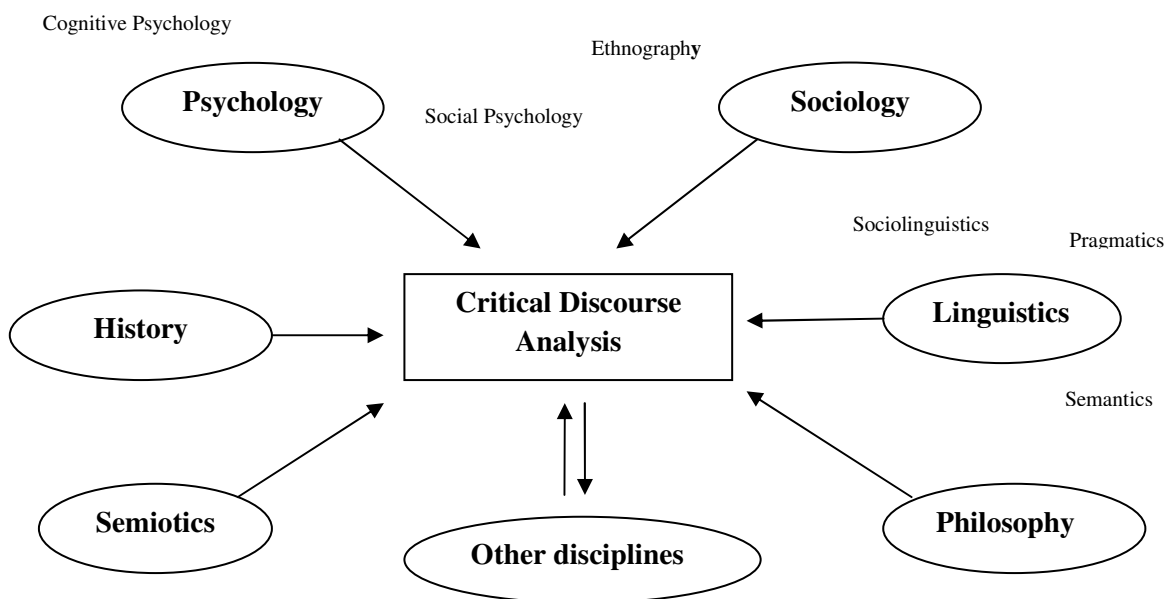 Cognitive Psychology
Ethnography
Psychology
Social Psychology
Sociology
Sociolinguistics
Pragmatics
History
Critical Discourse
Analysis
Linguistics
Semantics
Semiotics
Other disciplines
Philosophy